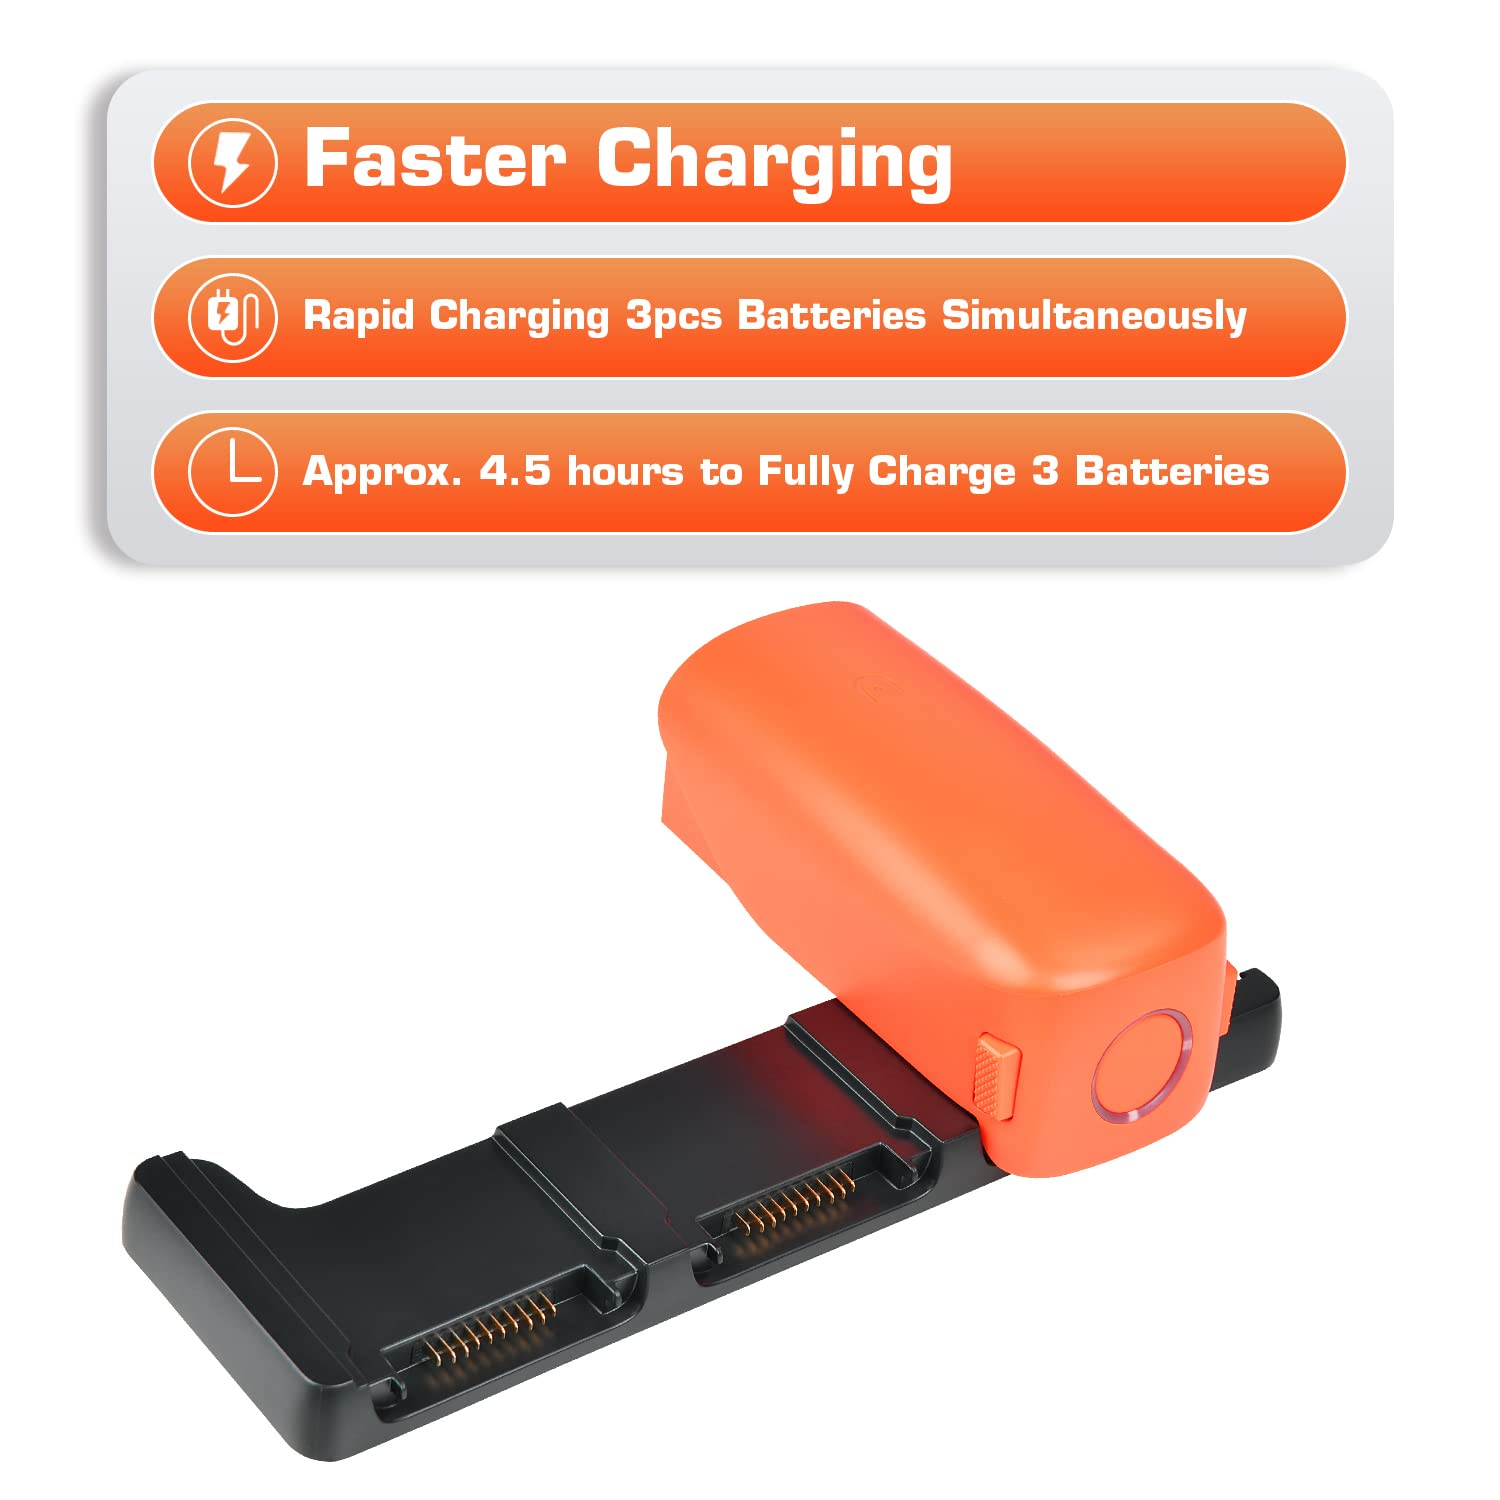 Faster Charging
Rapid Charging 3pcs Batteries Simultaneously
Approx. 4.5 hours to Fully Charge 3 Batteries